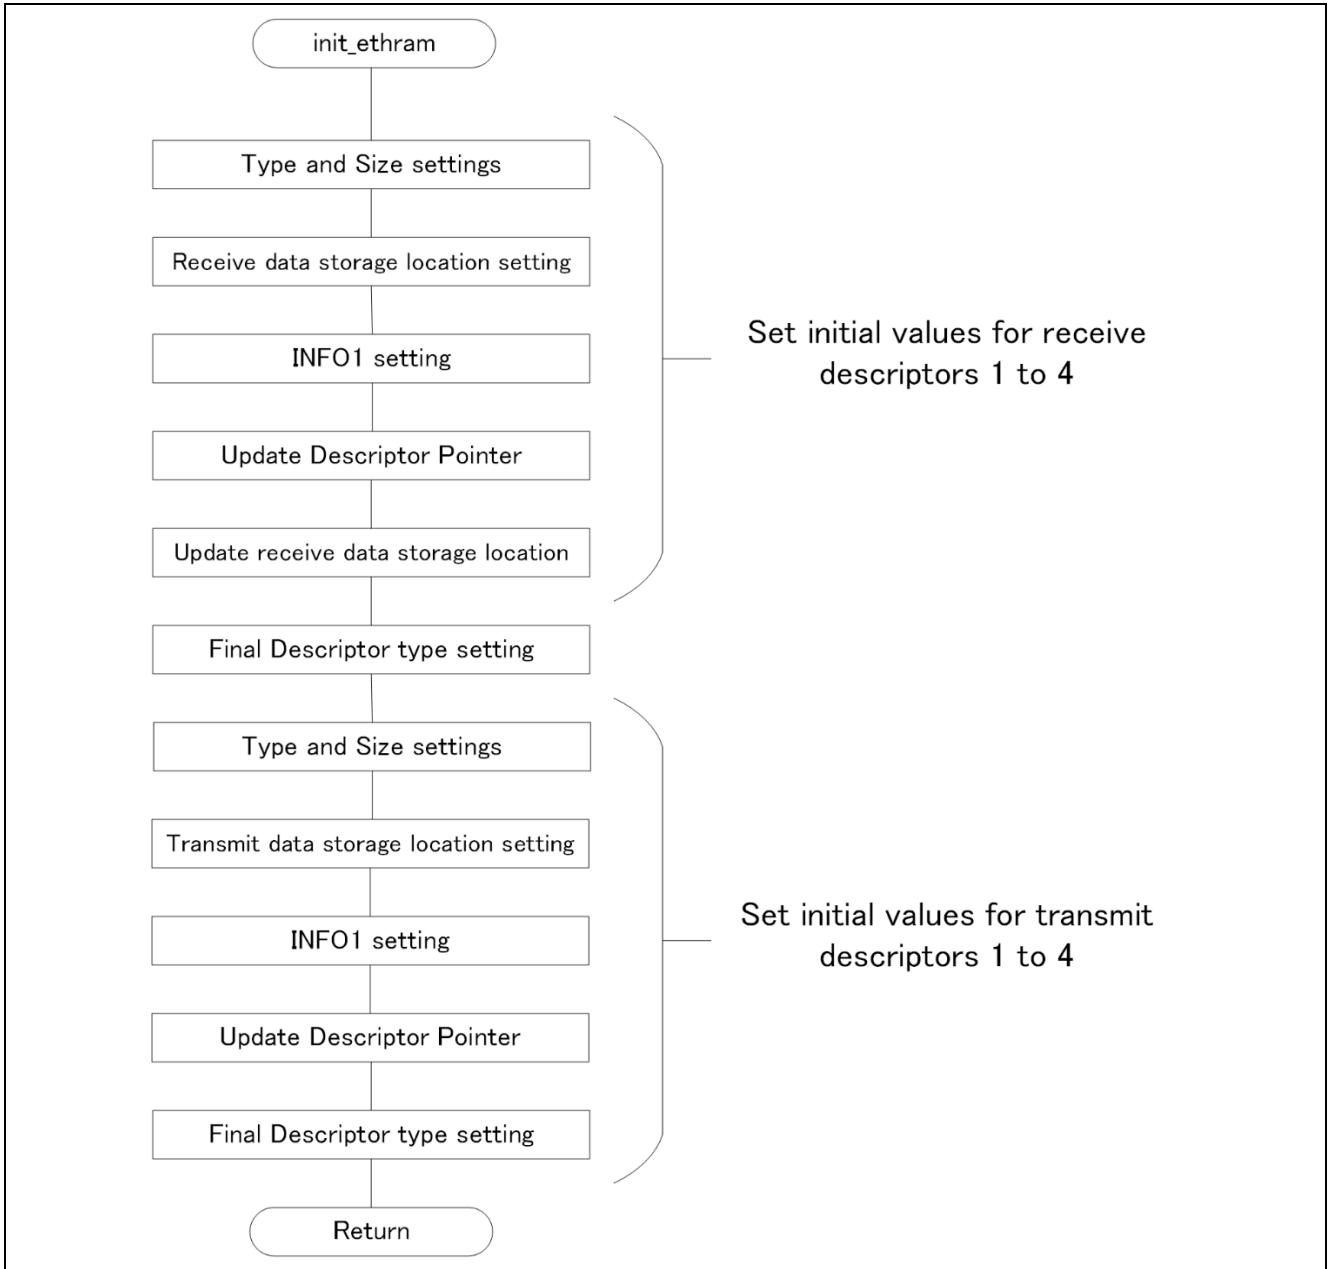 init_ethram
Type and Size settings
Receive data storage location setting
INFO1 setting
Update Descriptor Pointer
Update receive data storage location
Set initial values for receive
descriptors 1 to 4
Final Descriptor type setting
Type and Size settings
Transmit data storage location setting
INFO1 setting
Update Descriptor Pointer
Final Descriptor type setting
Set initial values for transmit
descriptors 1 to 4
Return